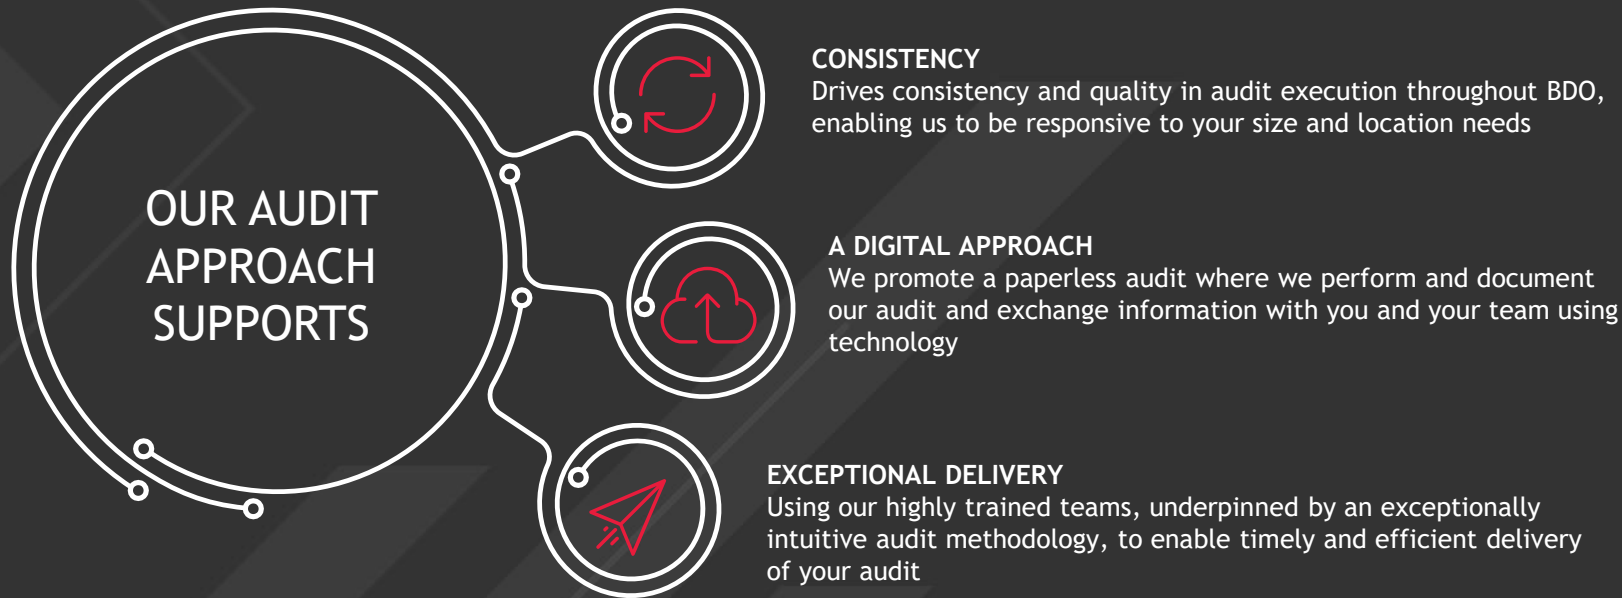 OUR AUDIT
APPROACH
SUPPORTS
CONSISTENCY
Drives consistency and quality in audit execution throughout BDO,
enabling us to be responsive to your size and location needs
A DIGITAL APPROACH
We promote a paperless audit where we perform and document
our audit and exchange information with you and your team using
technology
EXCEPTIONAL DELIVERY
Using our highly trained teams, underpinned by an exceptionally
intuitive audit methodology, to enable timely and efficient delivery
of your audit